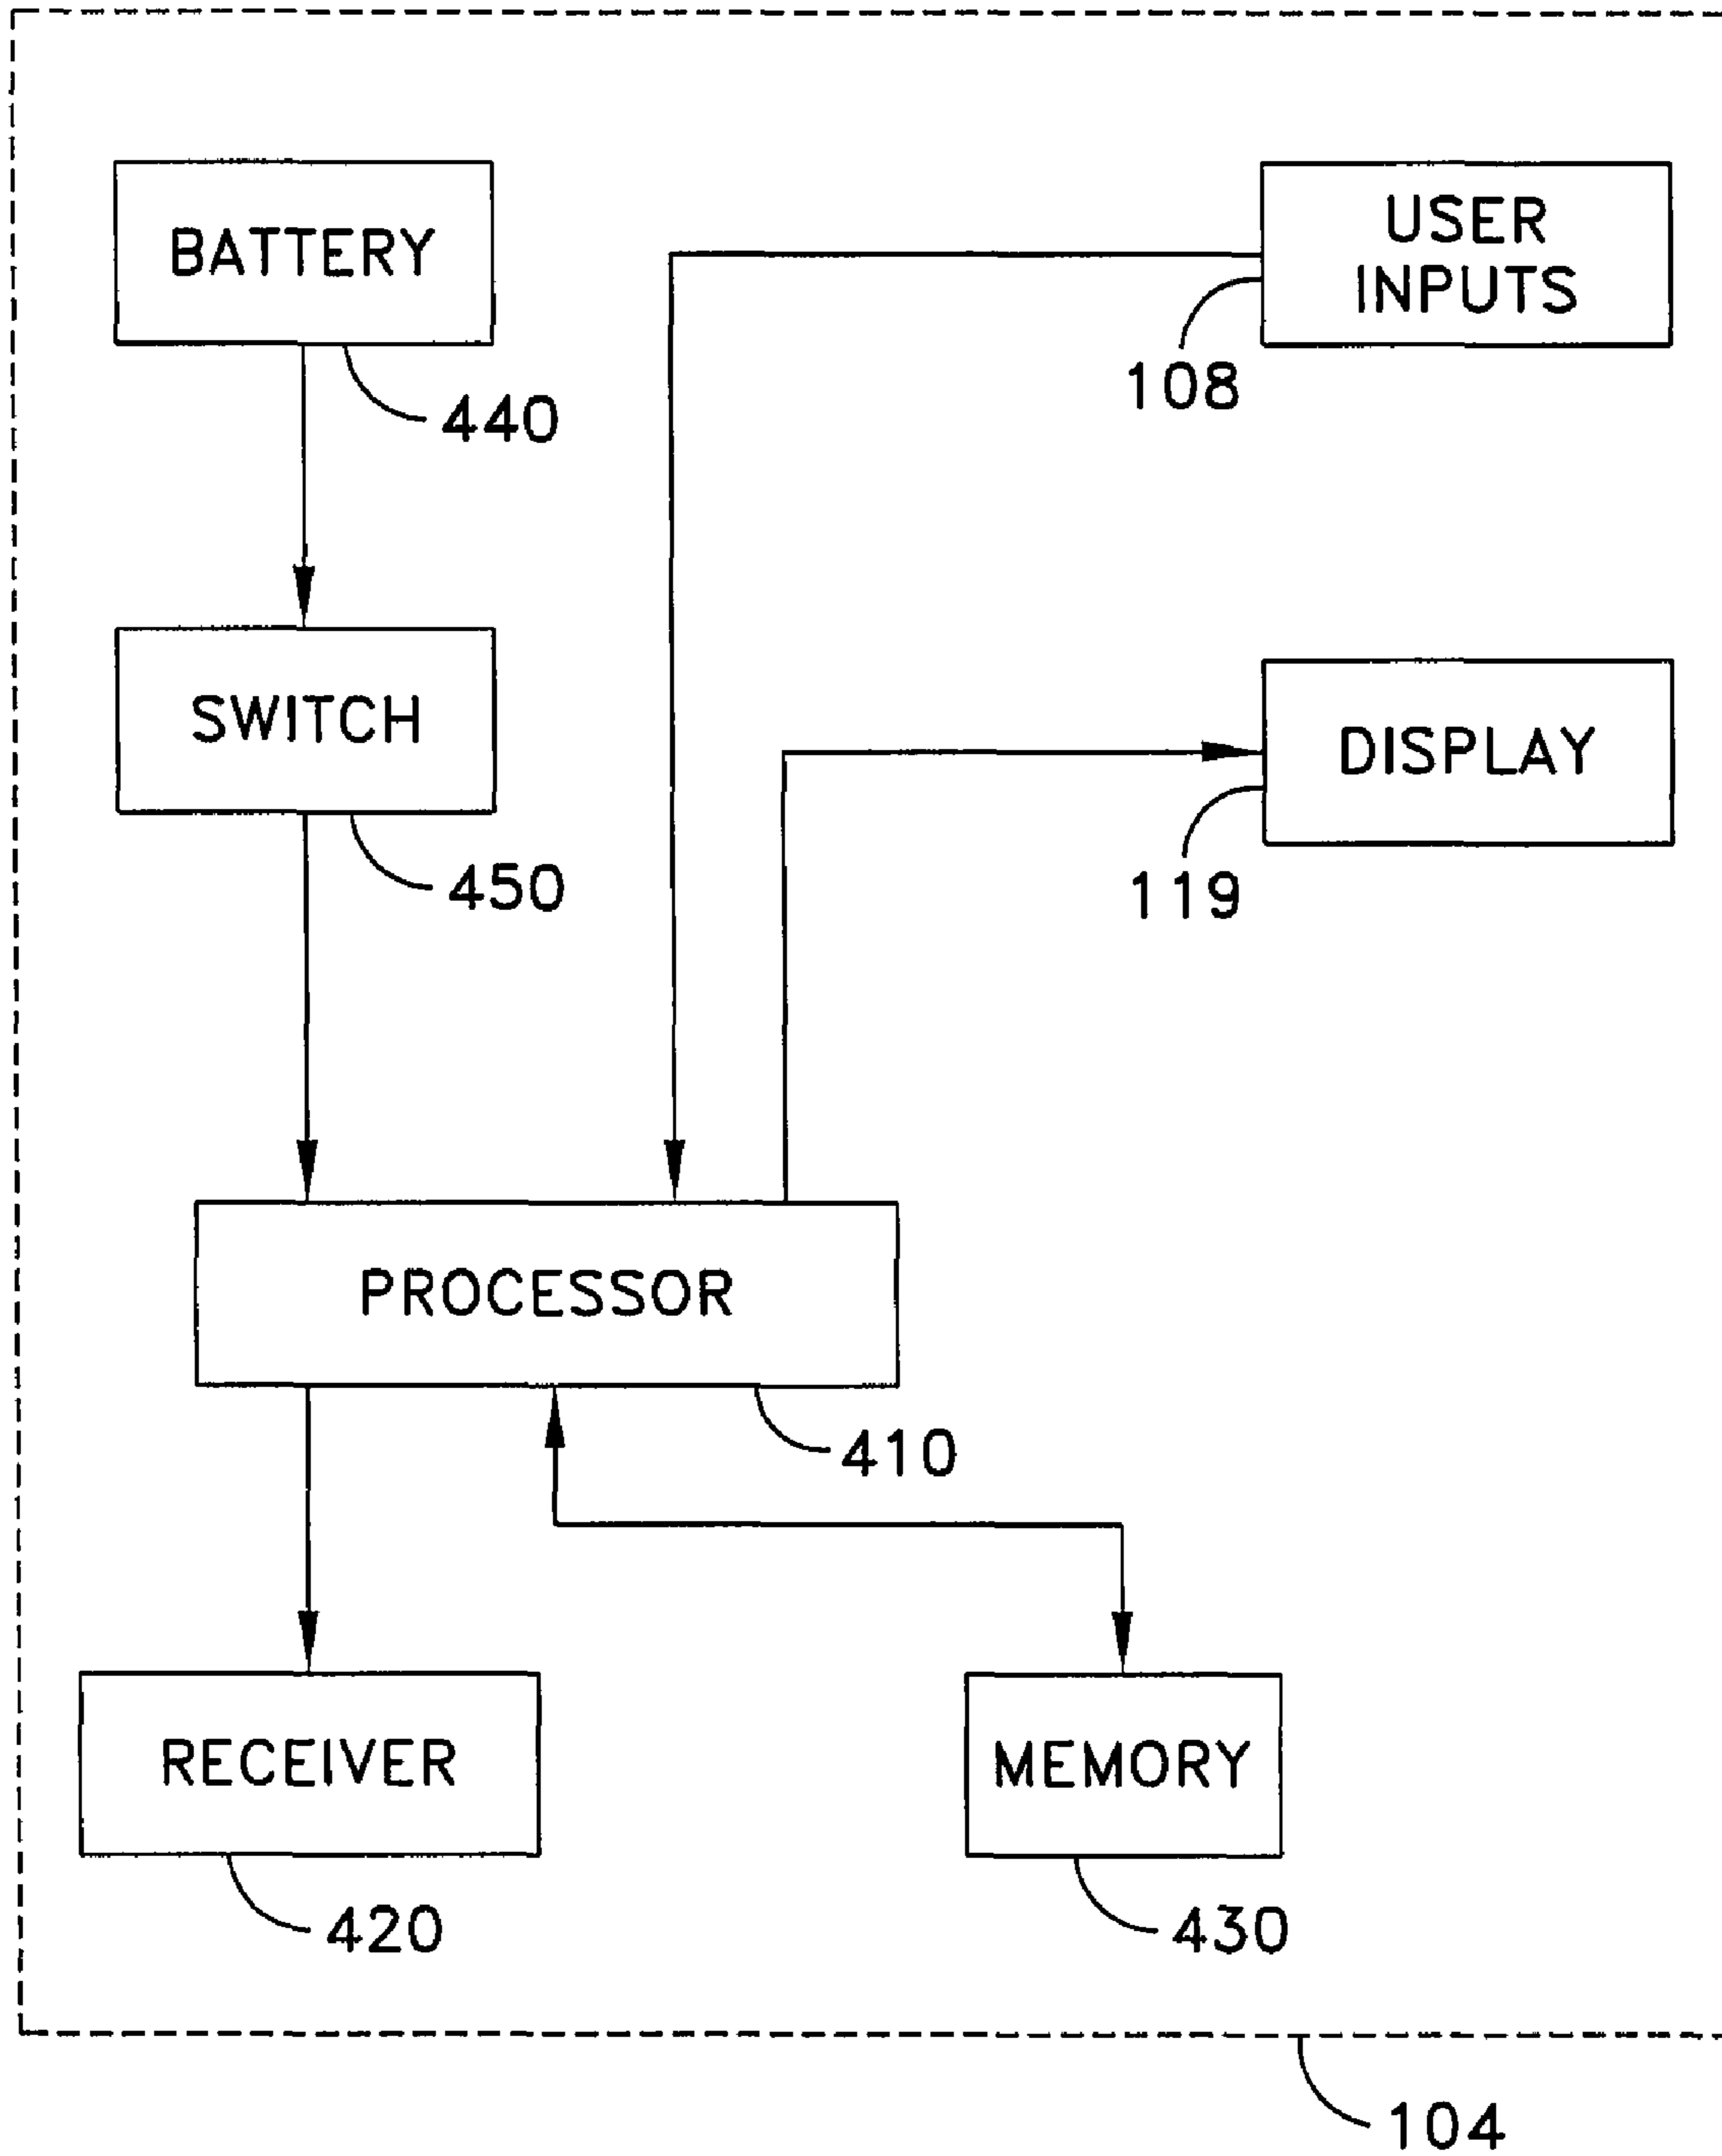 BATTERY
USER
INPUTS
108
440
SWITCH
DISPLAY
450
119
PROCESSOR
410
RECEIVER
MEMORY
420
430
104